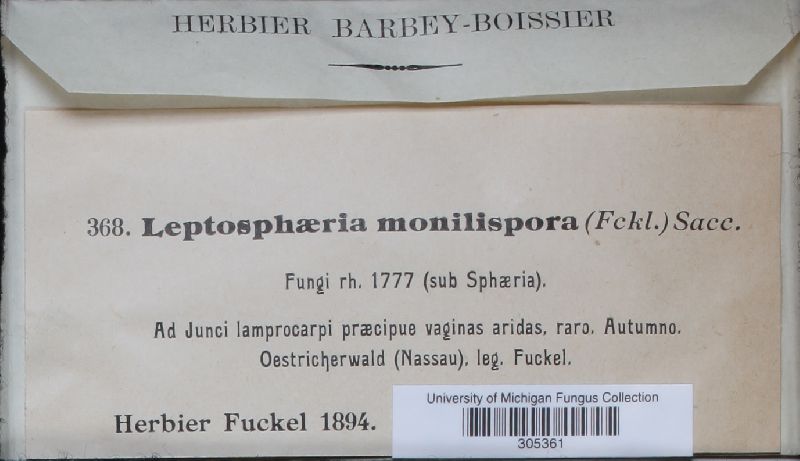 HERBIER BARBEY-BOISSIER
368. Leptosphæria monilispora (Fckl.) Sacc.
Fungi rh. 1777 (sub Sphæria).
Ad Junci lamprocarpi præcipue vaginas aridas, raro. Autumno.
Oestricherwald (Nassau), leg. Fuckel.
Herbier Fuckel 1894.
University of Michigan Fungus Collection
305361